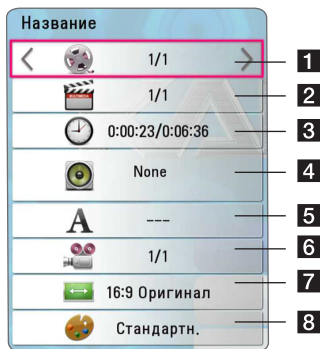 Название
1/1 1
1/1 2
0:00:23/0:06:36 3
None 4
A --- 5
1/1 6
16:9 Оригинал 7
Стандартн. 8